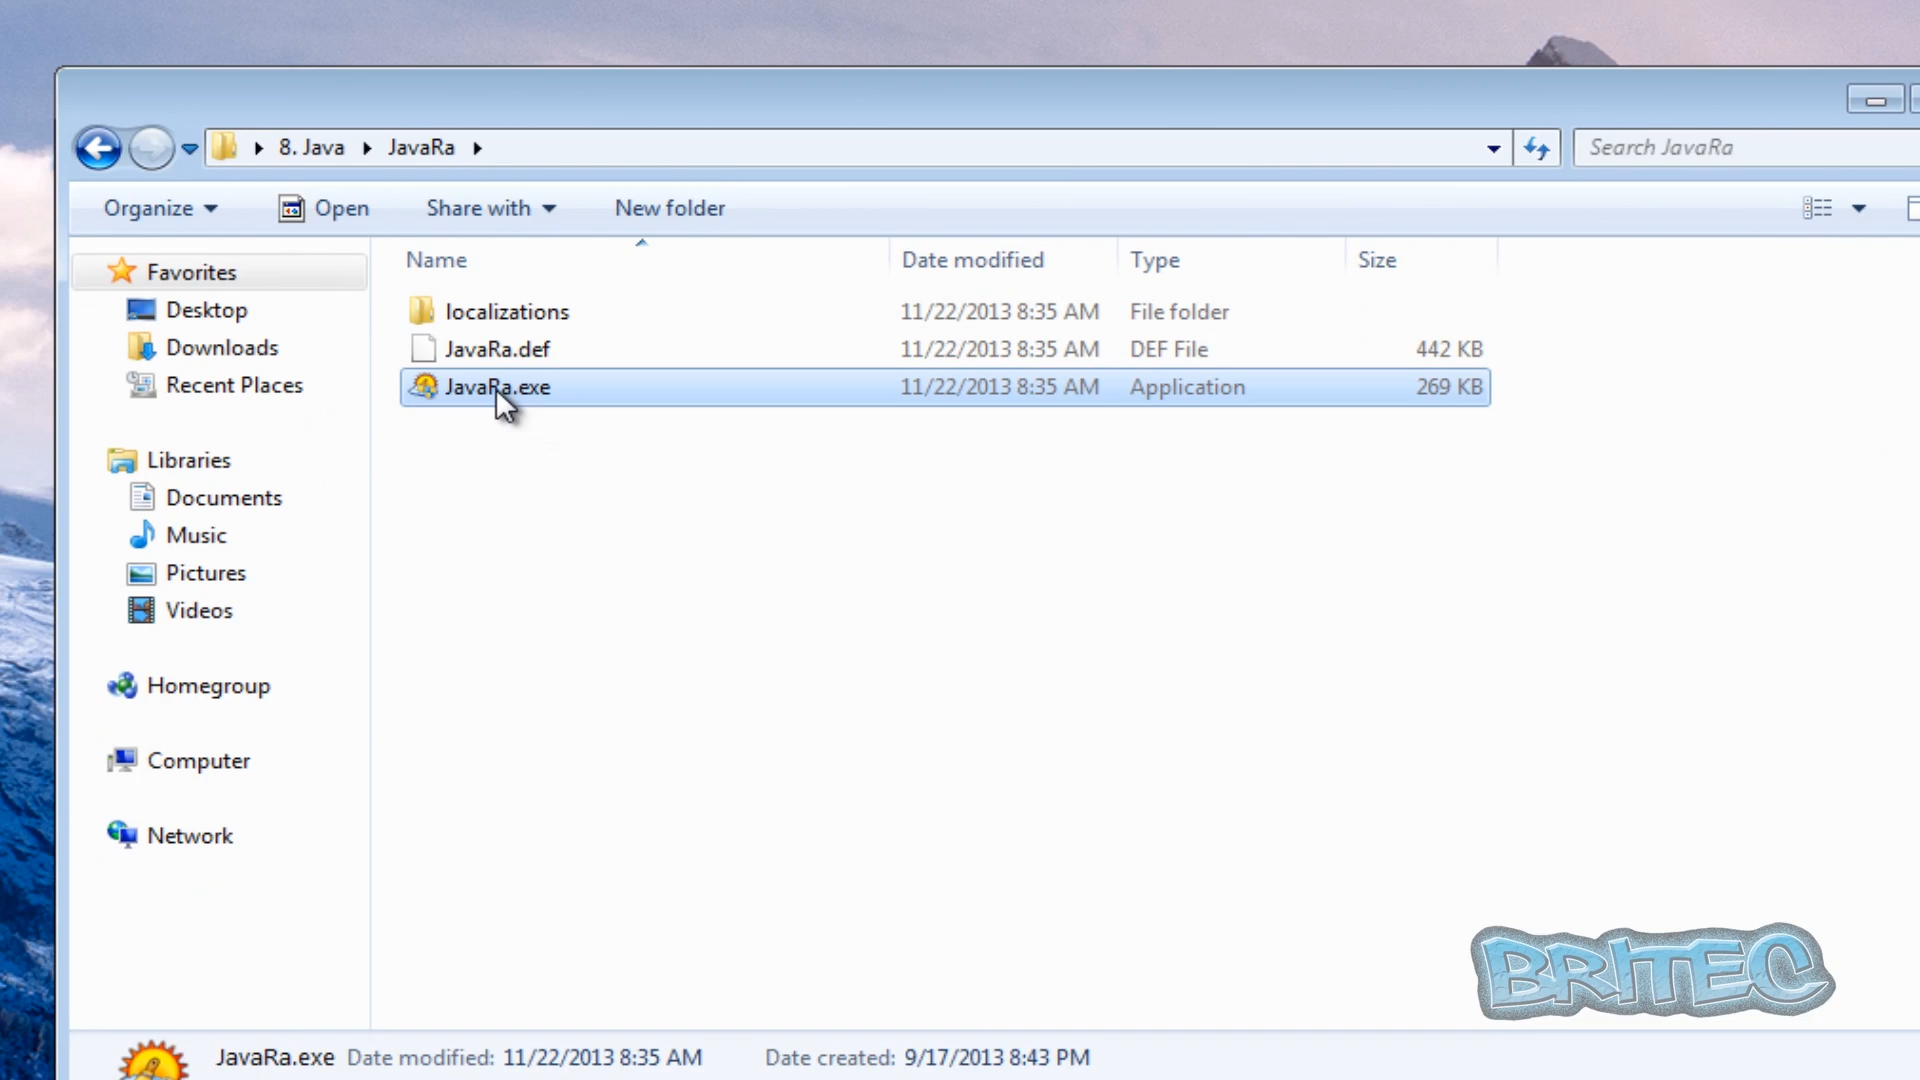 8. Java JavaRa
Search JavaRa
Organize Open Share with New folder
Name Date modified Type Size
Favorites
Desktop
Downloads
Recent Places
Libraries
Documents
Music
Pictures
Videos
Homegroup
Computer
Network
localizations 11/22/2013 8:35 AM File folder
JavaRa.def 11/22/2013 8:35 AM DEF File 442 KB
JavaRa.exe 11/22/2013 8:35 AM Application 269 KB
BRITEC
JavaRa.exe Date modified: 11/22/2013 8:35 AM Date created: 9/17/2013 8:43 PM